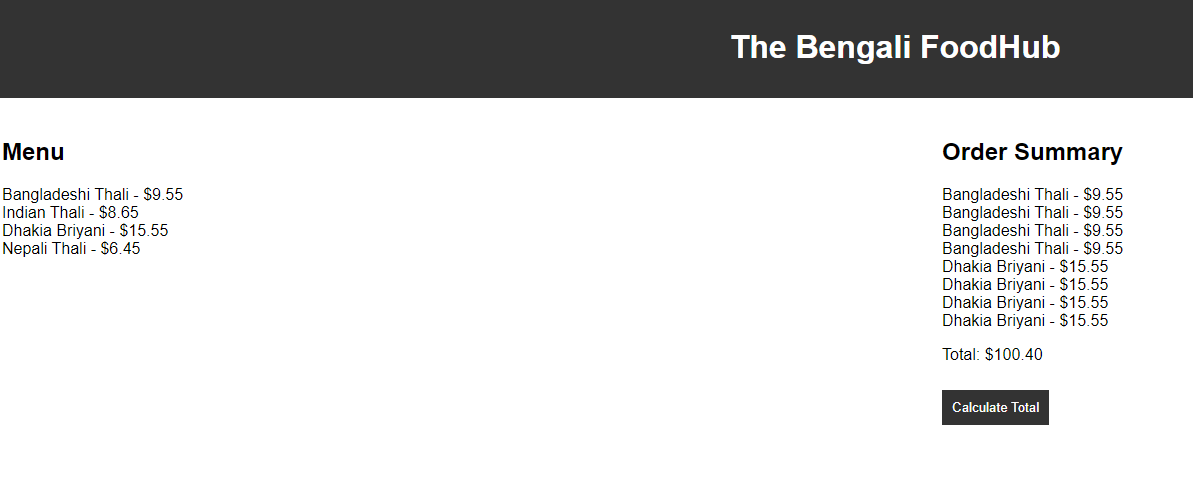 The Bengali FoodHub
Menu
Bangladeshi Thali - $9.55
Indian Thali - $8.65
Dhakia Briyani - $15.55
Nepali Thali - $6.45
Order Summary
Bangladeshi Thali - $9.55
Bangladeshi Thali - $9.55
Bangladeshi Thali - $9.55
Bangladeshi Thali - $9.55
Dhakia Briyani - $15.55
Dhakia Briyani - $15.55
Dhakia Briyani - $15.55
Dhakia Briyani - $15.55
Total: $100.40
Calculate Total